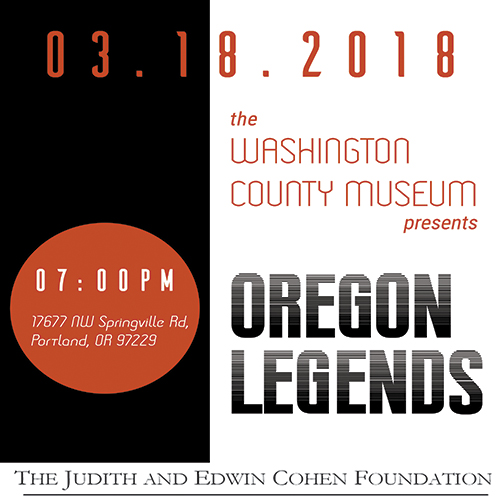 03.18.2018
the
WASHINGTON
COUNTY MUSEUM
presents
07:00PM
17677 NW Springville Rd,
Portland, OR 97229
OREGON
LEGENDS
THE JUDITH AND EDWIN COHEN FOUNDATION